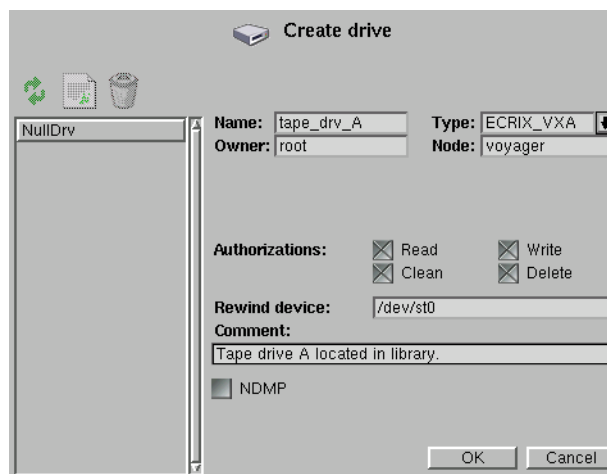 Create drive
NullDrv
Name: tape_drv_A Type: ECRIX_VXA
Owner: root Node: voyager
Authorizations: Read Write
Clean Delete
Rewind device: /dev/st0
Comment:
Tape drive A located in library.
NDMP
OK Cancel